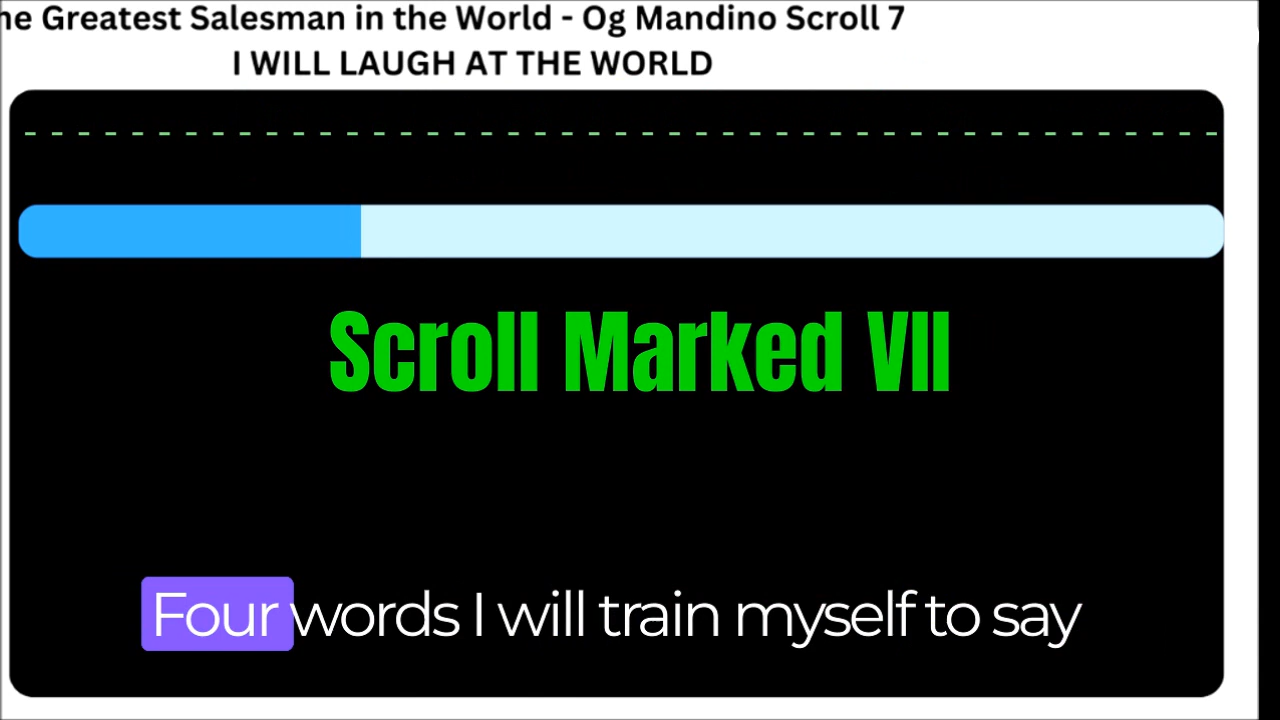 he Greatest Salesman in the World - Og Mandino Scroll 7
I WILL LAUGH AT THE WORLD
Scroll Marked VII
Four words I will train myself to say